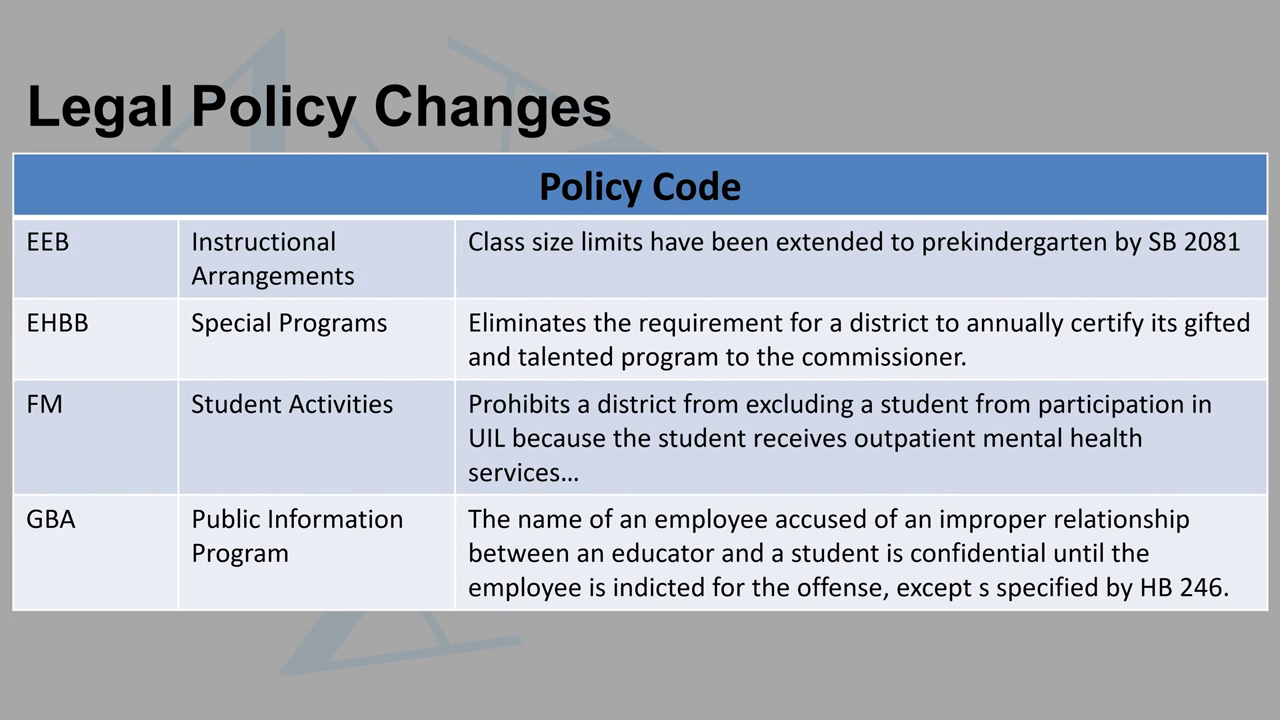 Legal Policy Changes
Policy Code
EEB
Instructional
Arrangements
Class size limits have been extended to prekindergarten by SB 2081
EHBB
Special Programs
Eliminates the requirement for a district to annually certify its gifted
and talented program to the commissioner.
FM
Student Activities
Prohibits a district from excluding a student from participation in
UIL because the student receives outpatient mental health
services…
GBA
Public Information
Program
The name of an employee accused of an improper relationship
between an educator and a student is confidential until the
employee is indicted for the offense, except s specified by HB 246.